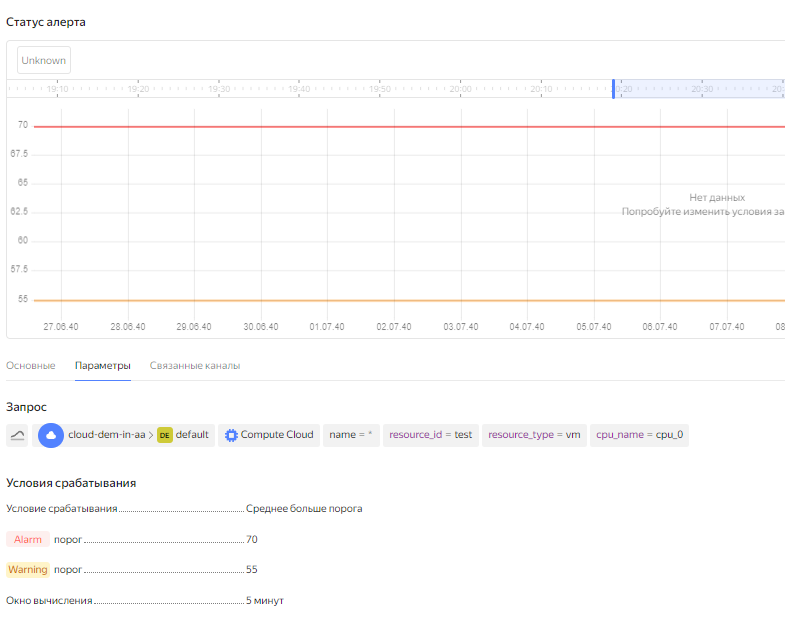 Статус алерта
Unknown
19:10 19:20 19:30 19:40 19:50 20:00 20:10 0:20 20:30 20:
70
67.5
65
62.5
60
57.5
55
Нет данных
Попробуйте изменить условия за
27.06.40 28.06.40 29.06.40 30.06.40 01.07.40 02.07.40 03.07.40 04.07.40 05.07.40 06.07.40 07.07.40 08
Основные Параметры Связанные каналы
Запрос
cloud-dem-in-aa > DE default Compute Cloud name = * resource_id = test resource_type = vm cpu_name = cpu_0
Условия срабатывания
Условие срабатывания Среднее больше порога
Alarm порог 70
Warning порог 55
Окно вычисления 5 минут